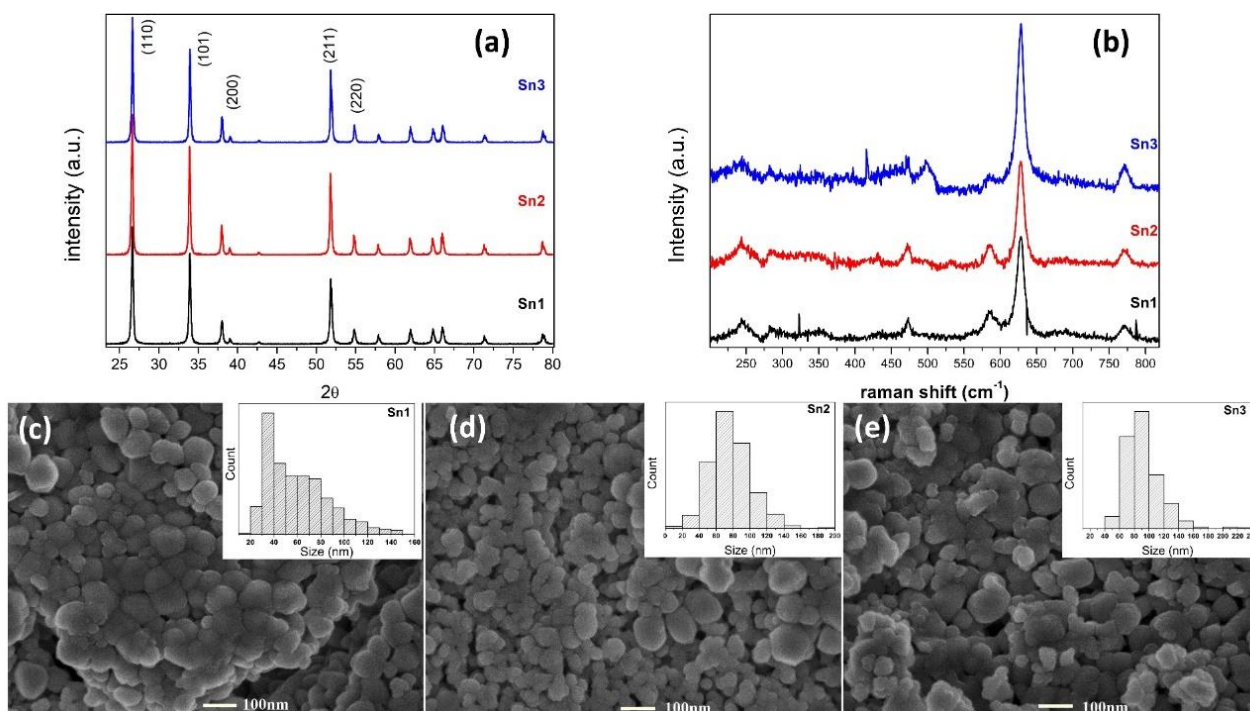 (a)
intensity (a.u.)
(110)
(101)
(200)
(211)
(220)
Sn3
Sn2
Sn1
25 30 35 40 45 50 55 60 65 70 75 80
2θ
(b)
Intensity (a.u.)
Sn3
Sn2
Sn1
250 300 350 400 450 500 550 600 650 700 750 800
raman shift (cm⁻¹)
(c)
Sn1
Count
20 40 60 80 100 120 140 160
Size (nm)
100nm
(d)
Sn2
Count
0 20 40 60 80 100 120 140 160 180 200
Size (nm)
100nm
(e)
Sn3
Count
20 40 60 80 100 120 140 160 180 200 220
Size (nm)
100nm